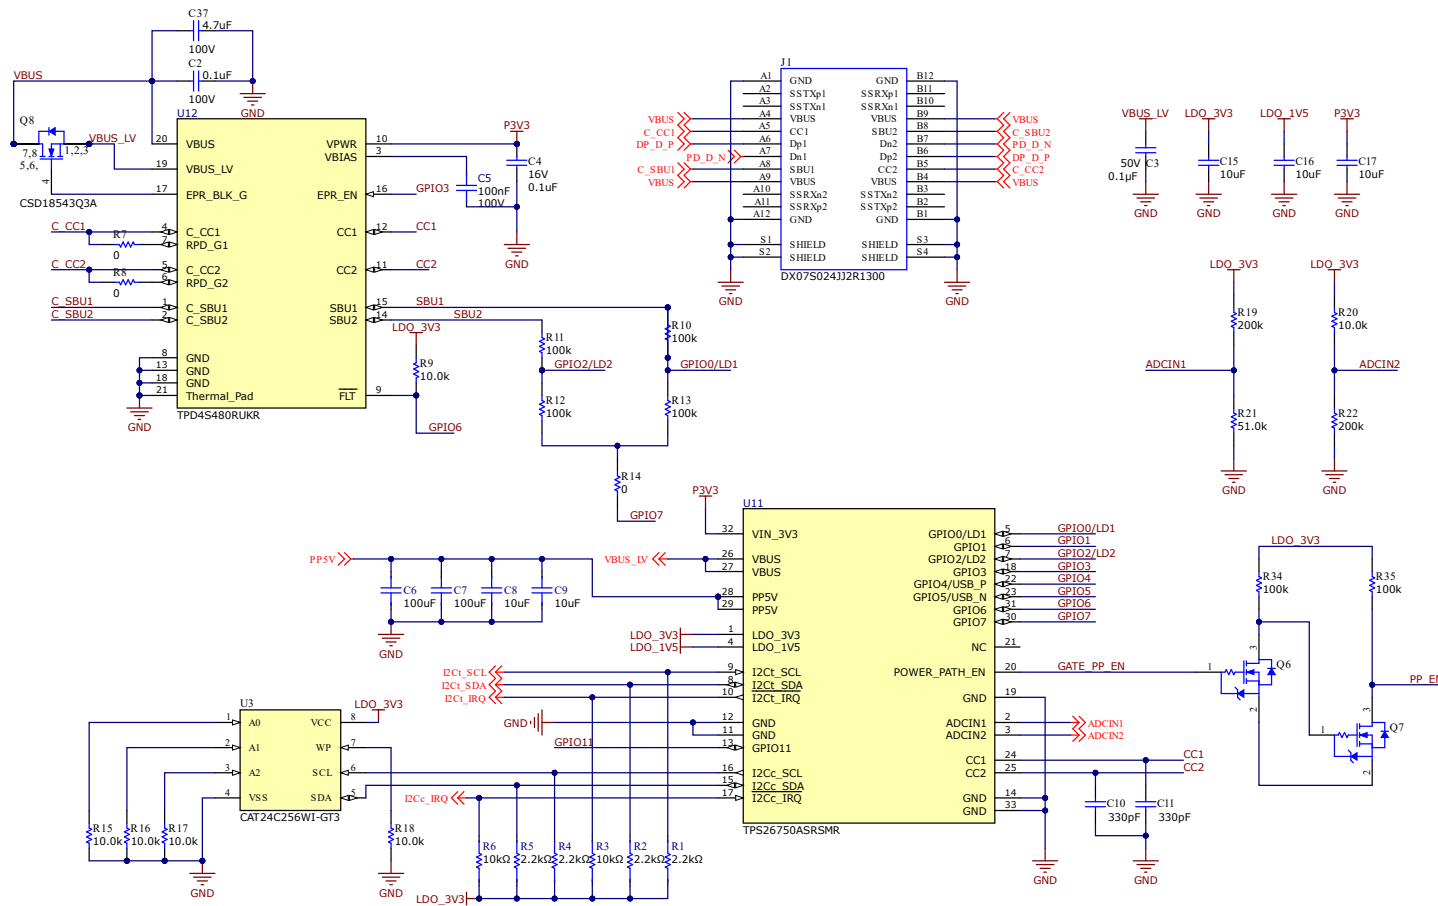 C37
4.7uF
100V
C2
0.1uF
100V
VBUS
GND
U12
Q8
VBUS_LV
7,8
5,6,
1,2,3
4
CSD18543Q3A
20 VBUS
19 VBUS_LV
17 EPR_BLK_G
C_CC1 4 C_CC1
R7 7 RPD_G1
0
C_CC2 5 C_CC2
R8 6 RPD_G2
0
C_SBU1 1 C_SBU1
C_SBU2 2 C_SBU2
8 GND
13 GND
18 GND
21 Thermal_Pad
GND
TPD4S480RUKR
VPWR 10
VBIAS 3
EPR_EN 16 GPIO3
CC1 12 CC1
CC2 11 CC2
SBU1 15 SBU1
SBU2 14 SBU2
FLT 9
P3V3
C4
16V
0.1uF
C5
100nF
100V
GND
LDO_3V3
R9
10.0k
GPIO6
R11
100k
R10
100k
GPIO2/LD2
GPIO0/LD1
R12
100k
R13
100k
R14
0
GPIO7
J1
A1 GND GND B12
A2 SSTXp1 SSRXp1 B11
A3 SSTXn1 SSRXn1 B10
VBUS A4 VBUS VBUS B9 VBUS
C_CC1 A5 CC1 SBU2 B8 C_SBU2
DP_D_P A6 Dp1 Dn2 B7 PD_D_N
PD_D_N A7 Dn1 Dp2 B6 DP_D_P
C_SBU1 A8 SBU1 CC2 B5 C_CC2
VBUS A9 VBUS VBUS B4 VBUS
A10 SSRXn2 SSTXn2 B3
A11 SSRXp2 SSTXp2 B2
A12 GND GND B1
S1 SHIELD SHIELD S3
S2 SHIELD SHIELD S4
DX07S024JJ2R1300
GND
GND
VBUS_LV LDO_3V3 LDO_1V5 P3V3
50V C3
0.1µF
C15
10uF
C16
10uF
C17
10uF
GND GND GND GND
LDO_3V3 LDO_3V3
R19
200k
R20
10.0k
ADCIN1
ADCIN2
R21
51.0k
R22
200k
GND GND
P3V3
U11
32 VIN_3V3
VBUS_LV 26 VBUS
27 VBUS
PP5V
28 PP5V
29 PP5V
C6
100uF
C7
100uF
C8
10uF
C9
10uF
GND
LDO_3V3 1 LDO_3V3
LDO_1V5 4 LDO_1V5
I2Ct_SCL 9 I2Ct_SCL
I2Ct_SDA 8 I2Ct_SDA
I2Ct_IRQ 10 I2Ct_IRQ
GND 12 GND
11 GND
GPIO11 13 GPIO11
16 I2Cc_SCL
15 I2Cc_SDA
I2Cc_IRQ 17 I2Cc_IRQ
TPS26750ASRSMR
GPIO0/LD1 5 GPIO0/LD1
GPIO1 6 GPIO1
GPIO2/LD2 7 GPIO2/LD2
GPIO3 18 GPIO3
GPIO4/USB_P 22 GPIO4
GPIO5/USB_N 23 GPIO5
GPIO6 31 GPIO6
GPIO7 30 GPIO7
NC 21
POWER_PATH_EN 20 GATE_PP_EN
GND 19
ADCIN1 2 ADCIN1
ADCIN2 3 ADCIN2
CC1 24 CC1
CC2 25 CC2
GND 14
GND 33
GND
C10
330pF
C11
330pF
GND
LDO_3V3
R34
100k
R35
100k
1
3
2
Q6
1
3
2
Q7
U3
1 A0
2 A1
3 A2
4 VSS
VCC 8
WP 7
SCL 6
SDA 5
LDO_3V3
CAT24C256WI-GT3
R15
10.0k
R16
10.0k
R17
10.0k
R18
10.0k
GND
GND
R6
10kΩ
R5
2.2kΩ
R4
2.2kΩ
R3
10kΩ
R2
2.2kΩ
R1
2.2kΩ
LDO_3V3